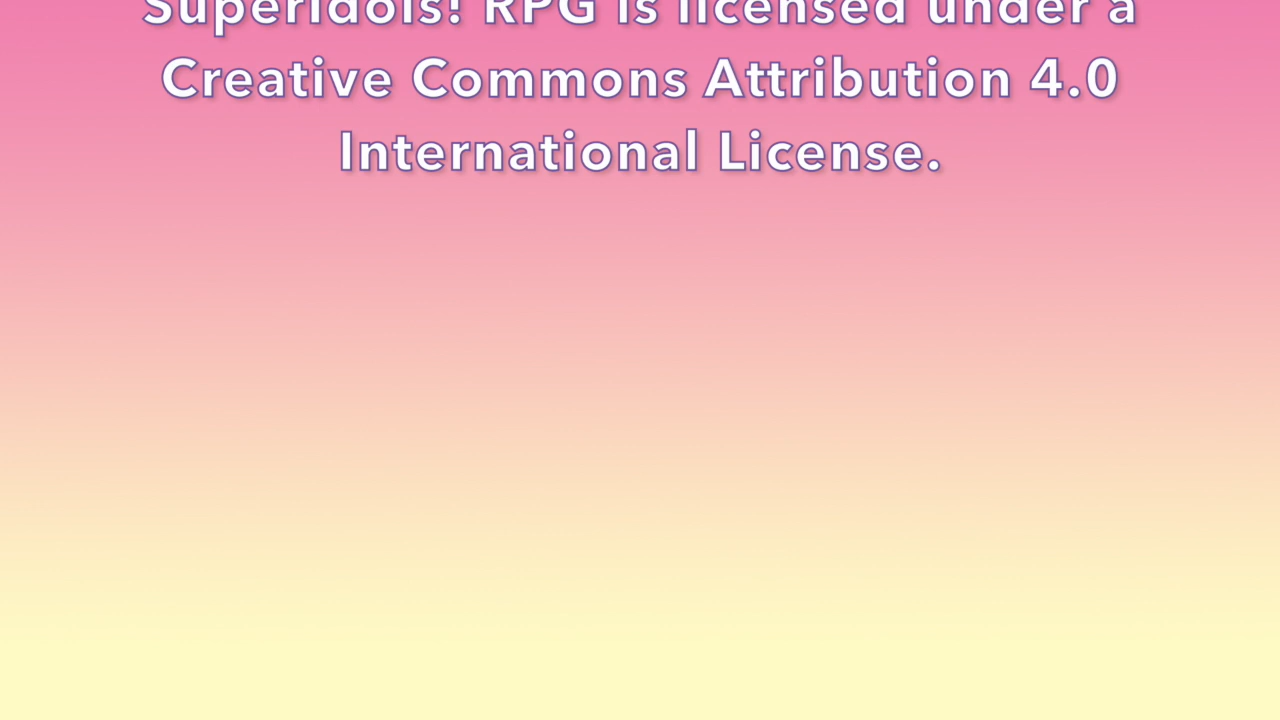 Superidols! RPG is licensed under a
Creative Commons Attribution 4.0
International License.